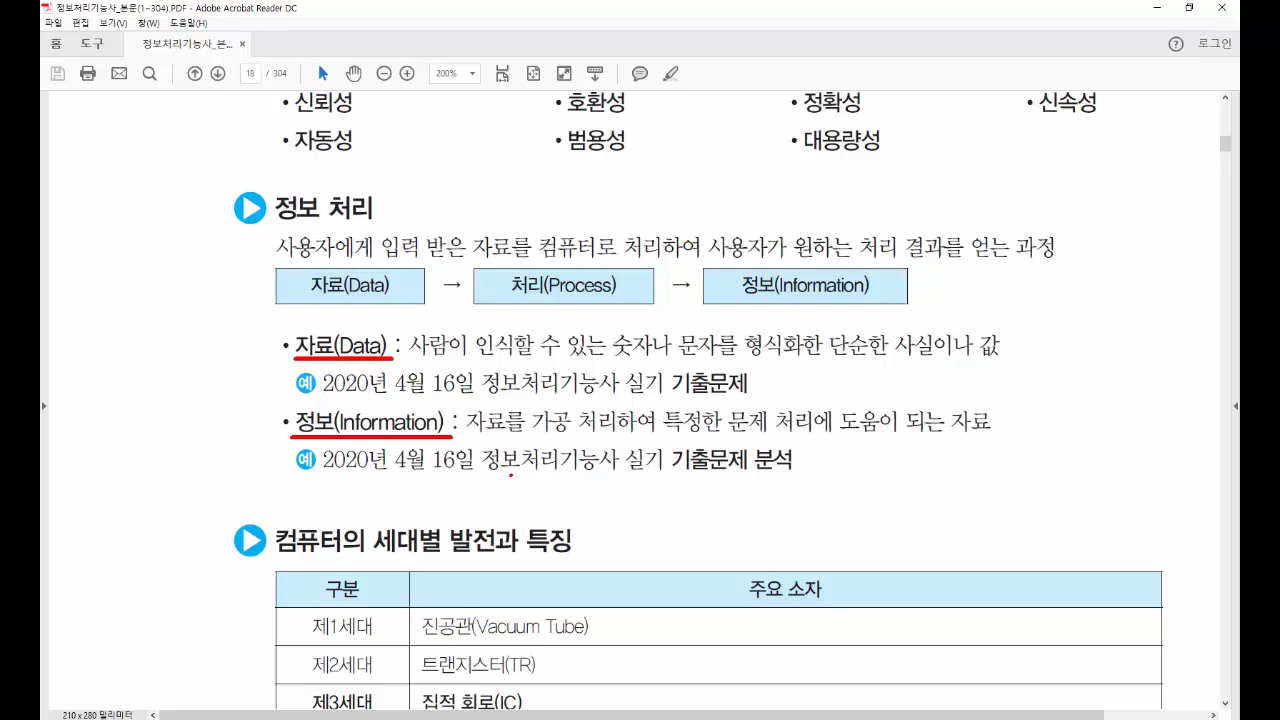 정보처리기능사_본문(1~304).PDF - Adobe Acrobat Reader DC
파일 편집 보기(V) 창(W) 도움말(H)
홈 도구 정보처리기능사_본... × 로그인
18 / 304 200%
• 신뢰성 • 호환성 • 정확성 • 신속성
• 자동성 • 범용성 • 대용량성
정보 처리
사용자에게 입력 받은 자료를 컴퓨터로 처리하여 사용자가 원하는 처리 결과를 얻는 과정
자료(Data) → 처리(Process) → 정보(Information)
• 자료(Data) : 사람이 인식할 수 있는 숫자나 문자를 형식화한 단순한 사실이나 값
예 2020년 4월 16일 정보처리기능사 실기 기출문제
• 정보(Information) : 자료를 가공 처리하여 특정한 문제 처리에 도움이 되는 자료
예 2020년 4월 16일 정보처리기능사 실기 기출문제 분석
컴퓨터의 세대별 발전과 특징
구분 주요 소자
제1세대 진공관(Vacuum Tube)
제2세대 트랜지스터(TR)
제3세대 집적 회로(IC)
210 x 280 밀리미터